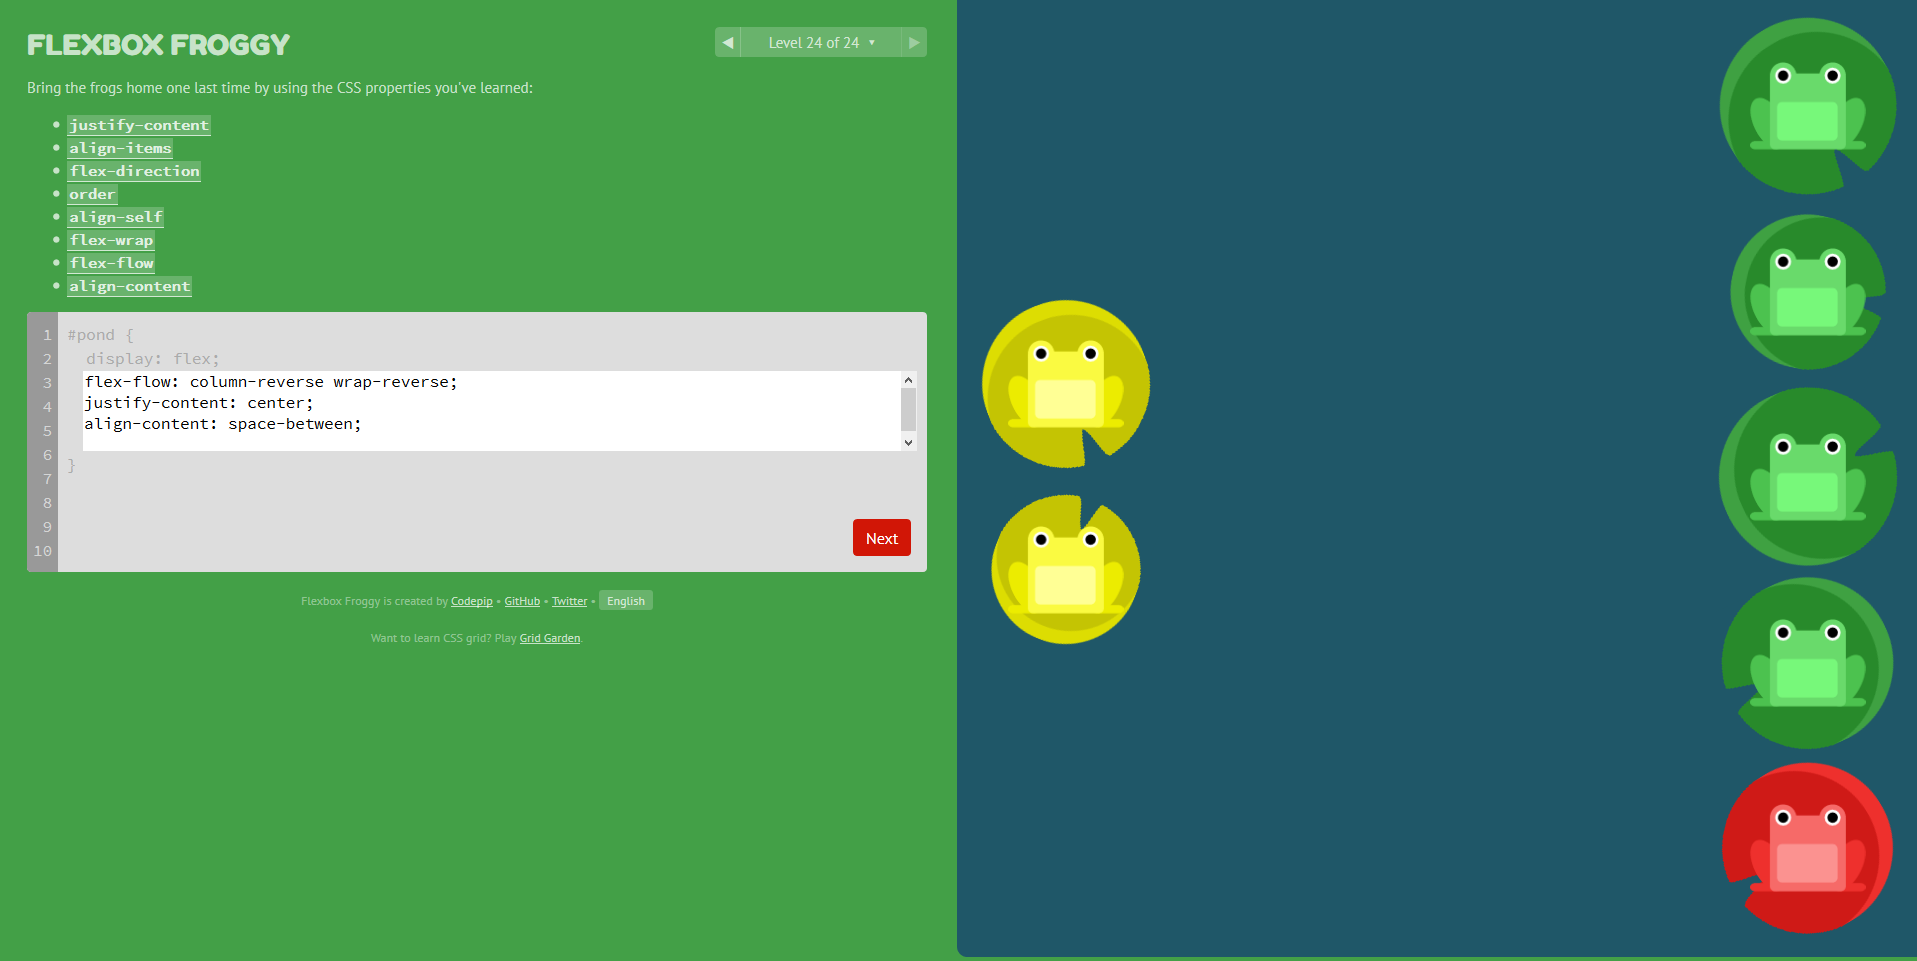 FLEXBOX FROGGY
◀ Level 24 of 24 ▼ ▶
Bring the frogs home one last time by using the CSS properties you've learned:
• justify-content
• align-items
• flex-direction
• order
• align-self
• flex-wrap
• flex-flow
• align-content
1 #pond {
2 display: flex;
3 flex-flow: column-reverse wrap-reverse;
4 justify-content: center;
5 align-content: space-between;
6 }
7
8
9
10
Next
Flexbox Froggy is created by Codepip • GitHub • Twitter • English
Want to learn CSS grid? Play Grid Garden.